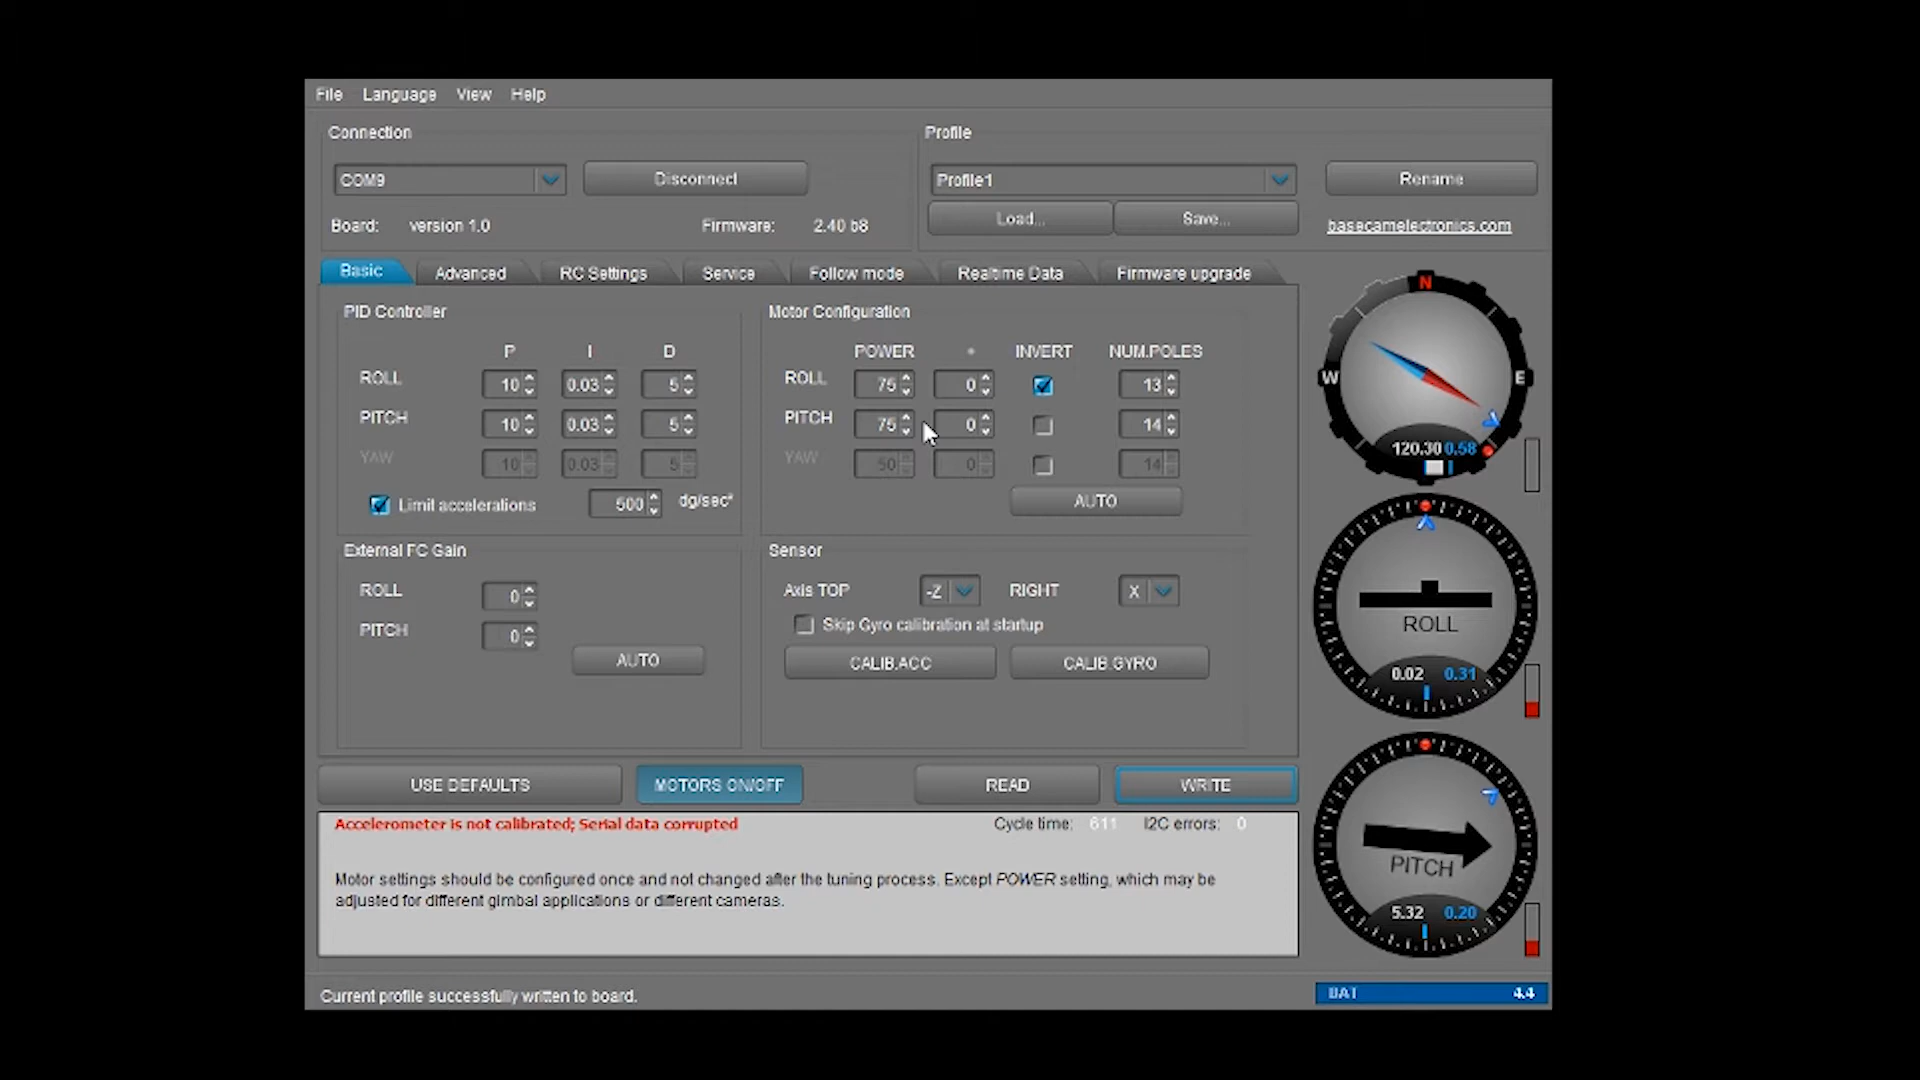 File Language View Help
Connection
Profile
COM9
Disconnect
Profile1
Rename
Board: version 1.0 Firmware: 2.40 b8
Load... Save...
basecamelectronics.com
Basic Advanced RC Settings Service Follow mode Realtime Data Firmware upgrade
PID Controller
P I D
ROLL 10 0.03 5
PITCH 10 0.03 5
YAW 10 0.03 5
Limit accelerations 500 dg/sec²
Motor Configuration
POWER + INVERT NUM.POLES
ROLL 75 0 13
PITCH 75 0 14
YAW 50 0 14
AUTO
External FC Gain
ROLL 0
PITCH 0
AUTO
Sensor
Axis TOP -Z RIGHT X
Skip Gyro calibration at startup
CALIB.ACC CALIB.GYRO
N
W E
120.30 0.58
ROLL
0.02 0.31
PITCH
5.32 0.20
USE DEFAULTS MOTORS ON/OFF READ WRITE
Accelerometer is not calibrated; Serial data corrupted
Cycle time: 611 I2C errors: 0
Motor settings should be configured once and not changed after the tuning process. Except POWER setting, which may be
adjusted for different gimbal applications or different cameras.
Current profile successfully written to board.
BAT 4.4